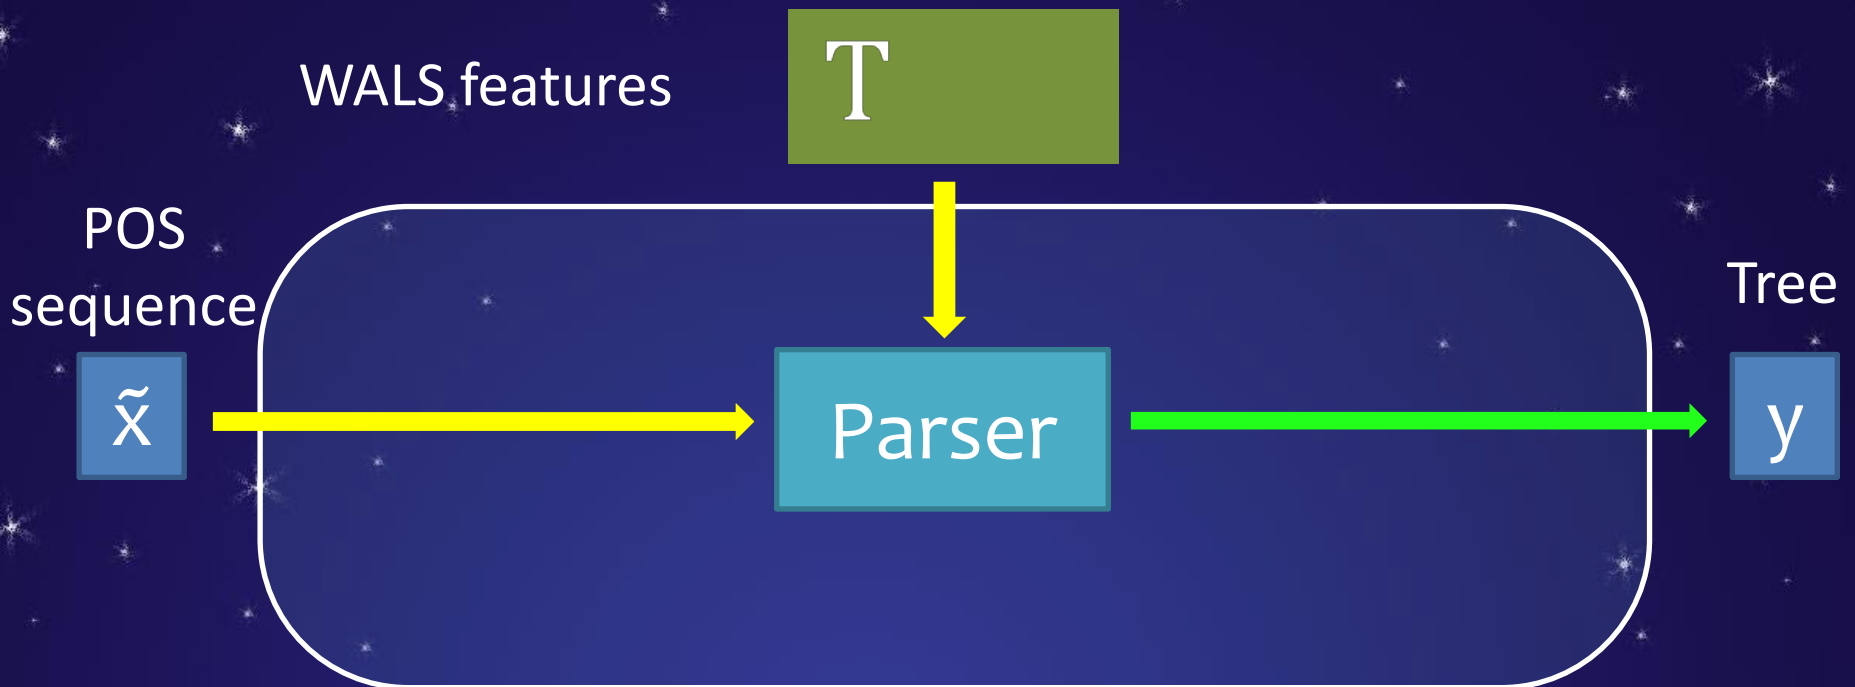 WALS features
T
POS
sequence
Tree
x̃
Parser
y